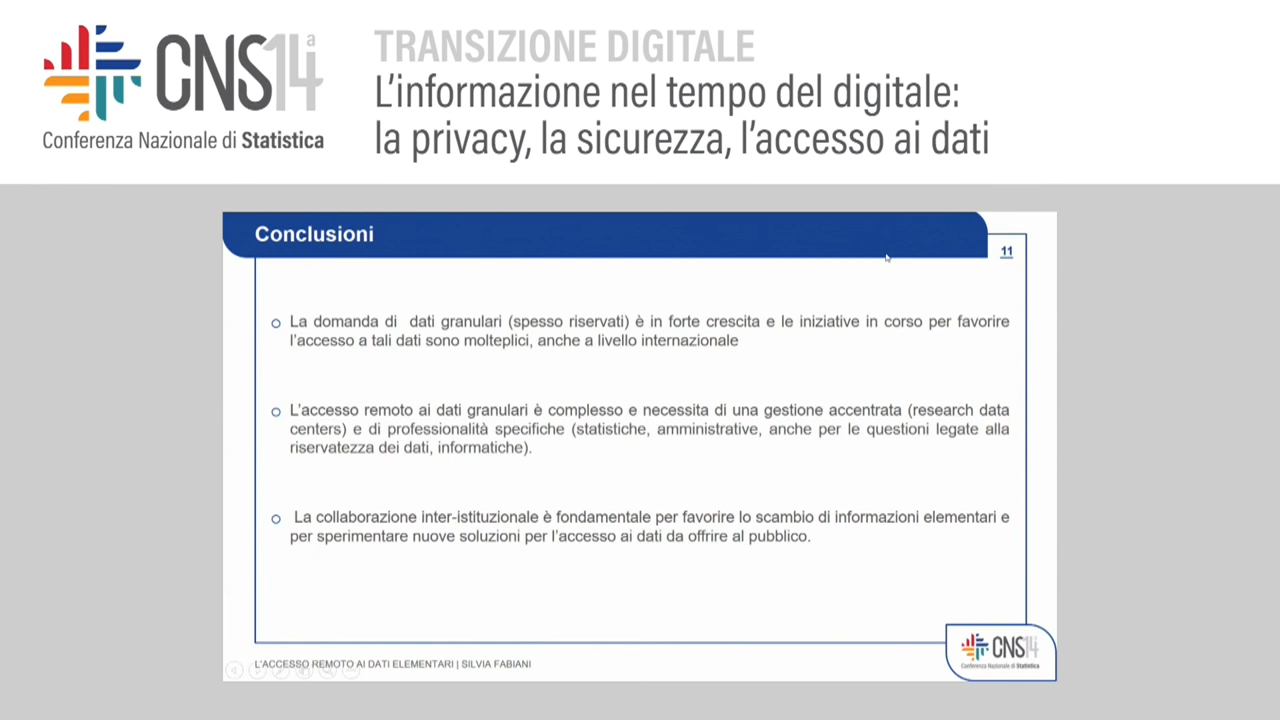 CNS14a
Conferenza Nazionale di Statistica
TRANSIZIONE DIGITALE
L'informazione nel tempo del digitale:
la privacy, la sicurezza, l'accesso ai dati
Conclusioni
11
La domanda di dati granulari (spesso riservati) è in forte crescita e le iniziative in corso per favorire
l'accesso a tali dati sono molteplici, anche a livello internazionale
L'accesso remoto ai dati granulari è complesso e necessita di una gestione accentrata (research data
centers) e di professionalità specifiche (statistiche, amministrative, anche per le questioni legate alla
riservatezza dei dati, informatiche).
La collaborazione inter-istituzionale è fondamentale per favorire lo scambio di informazioni elementari e
per sperimentare nuove soluzioni per l'accesso ai dati da offrire al pubblico.
L'ACCESSO REMOTO AI DATI ELEMENTARI | SILVIA FABIANI
CNS14a
Conferenza Nazionale di Statistica